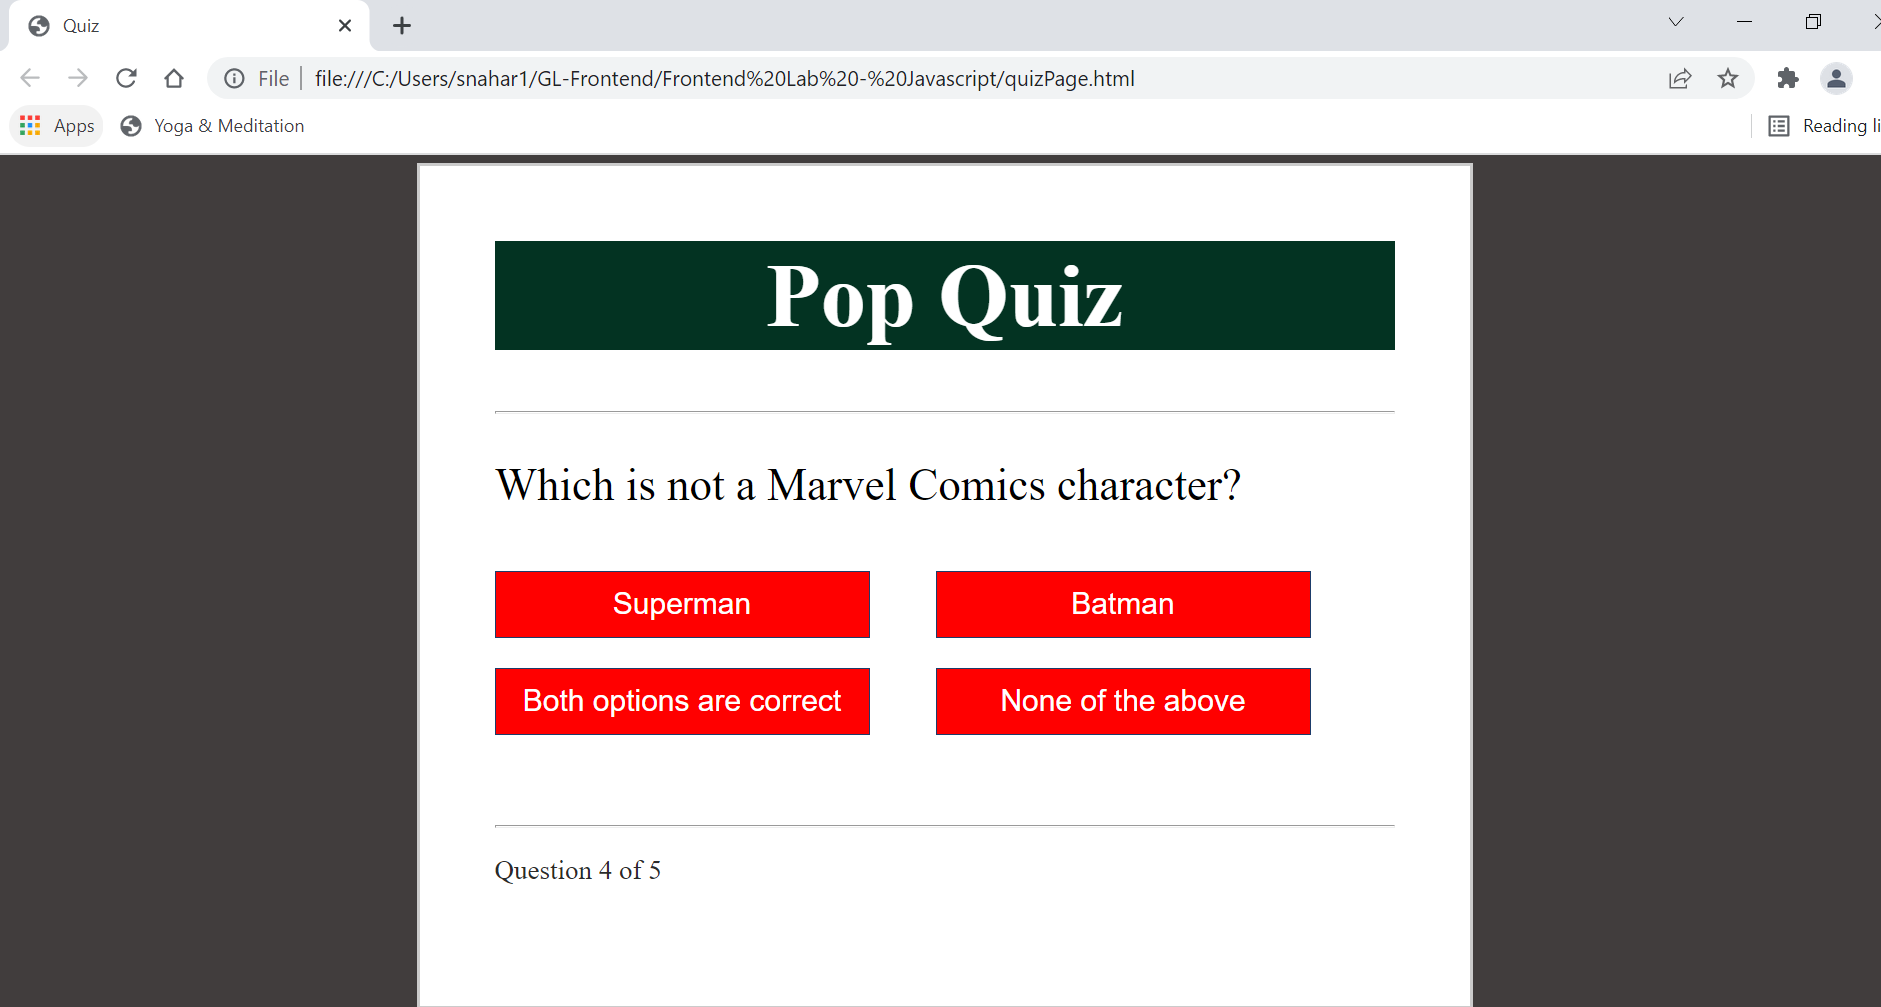 Quiz
File
file:///C:/Users/snahar1/GL-Frontend/Frontend%20Lab%20-%20Javascript/quizPage.html
Apps
Yoga & Meditation
Reading li
Pop Quiz
Which is not a Marvel Comics character?
Superman
Batman
Both options are correct
None of the above
Question 4 of 5